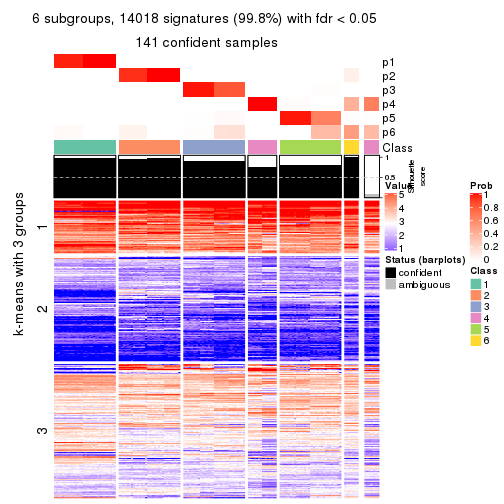 6 subgroups, 14018 signatures (99.8%) with fdr < 0.05
141 confident samples
p1
p2
p3
p4
p5
p6
Class
1
0.5
0
Silhouette
score
k-means with 3 groups
1
2
3
Value
5
4
3
2
1
Status (barplots)
confident
ambiguous
Prob
1
0.8
0.6
0.4
0.2
0
Class
1
2
3
4
5
6